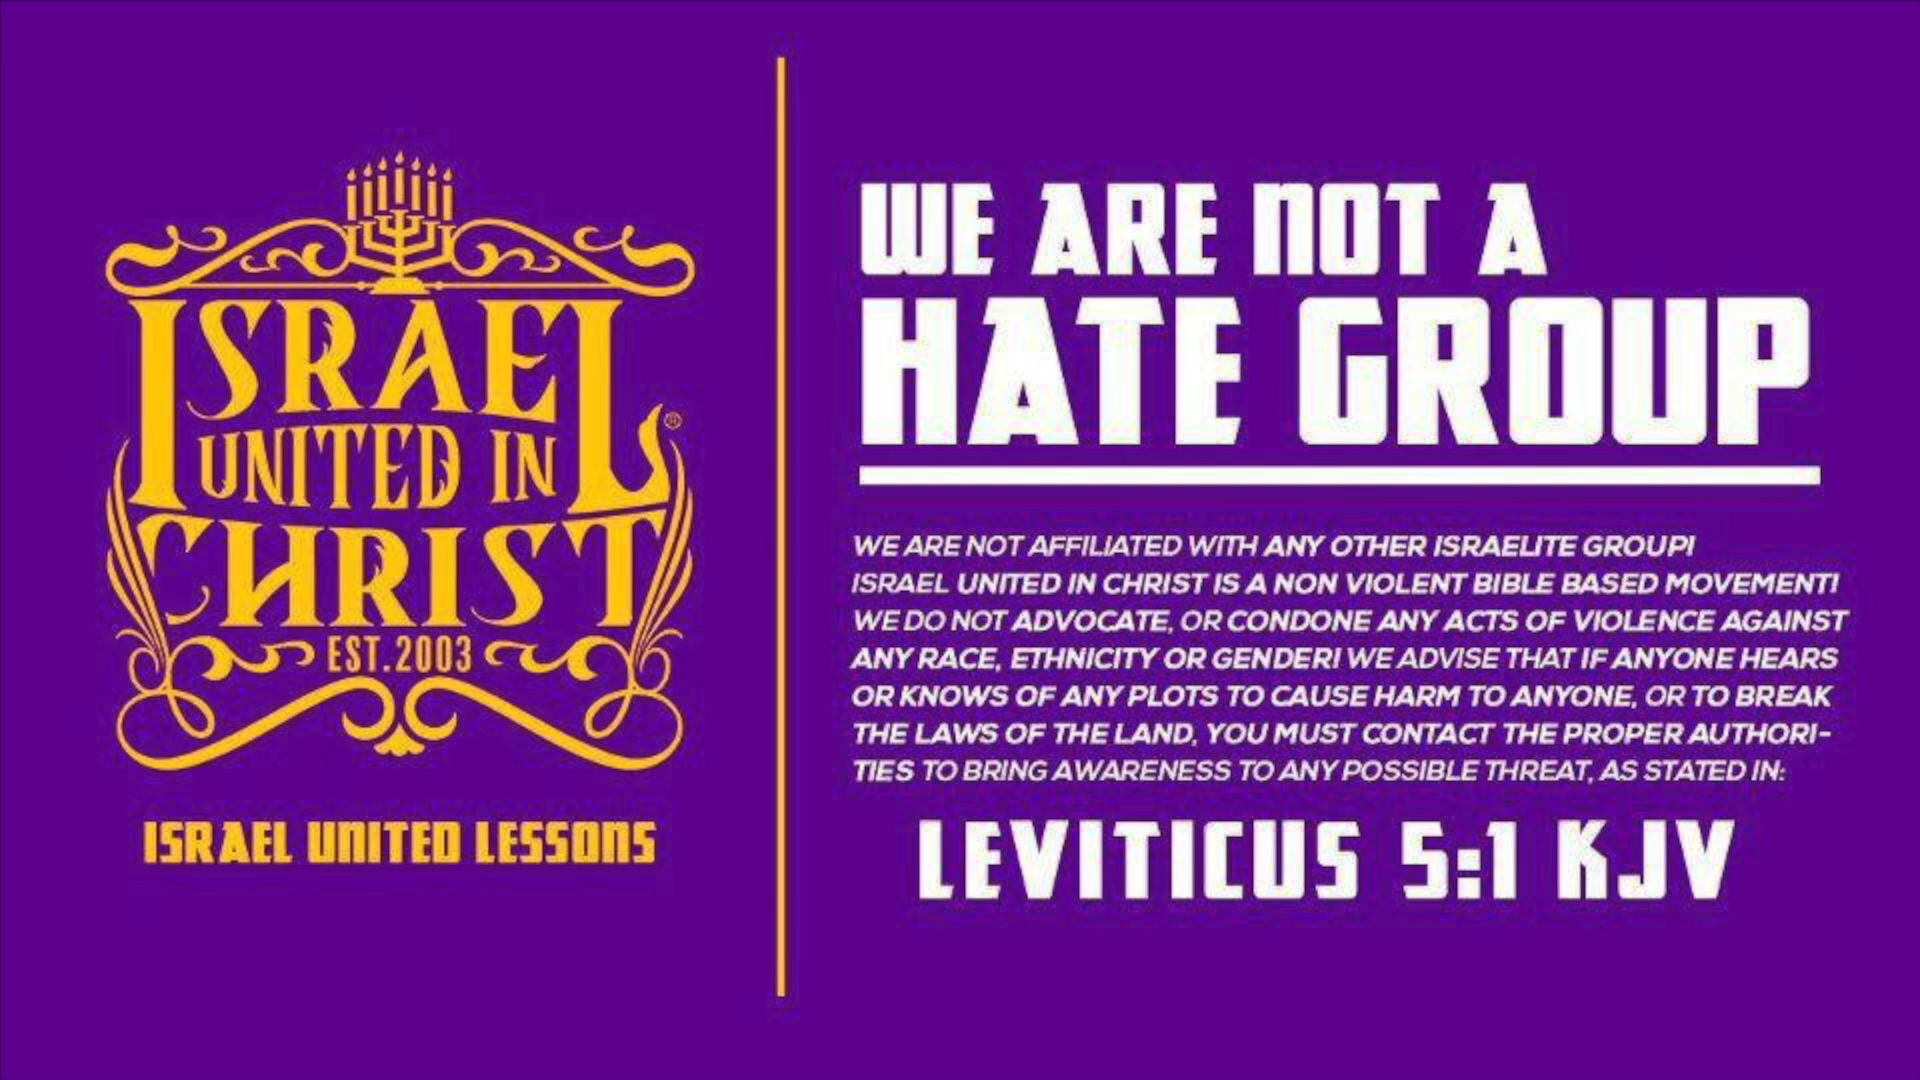 ISRAEL
UNITED IN
CHRIST
®
EST.2003
ISRAEL UNITED LESSONS
WE ARE NOT A
HATE GROUP
WE ARE NOT AFFILIATED WITH ANY OTHER ISRAELITE GROUP!
ISRAEL UNITED IN CHRIST IS A NON VIOLENT BIBLE BASED MOVEMENT!
WE DO NOT ADVOCATE, OR CONDONE ANY ACTS OF VIOLENCE AGAINST
ANY RACE, ETHNICITY OR GENDER! WE ADVISE THAT IF ANYONE HEARS
OR KNOWS OF ANY PLOTS TO CAUSE HARM TO ANYONE, OR TO BREAK
THE LAWS OF THE LAND, YOU MUST CONTACT THE PROPER AUTHORI-
TIES TO BRING AWARENESS TO ANY POSSIBLE THREAT, AS STATED IN:
LEVITICUS 5:1 KJV